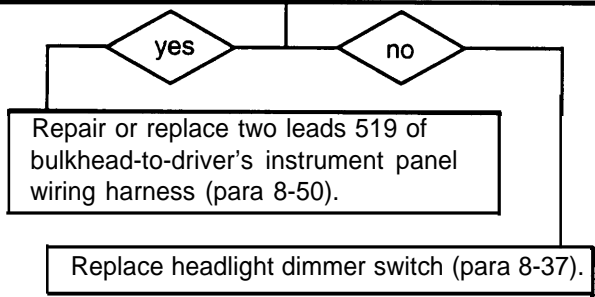 yes
no
Repair or replace two leads 519 of
bulkhead-to-driver's instrument panel
wiring harness (para 8-50).
Replace headlight dimmer switch (para 8-37).